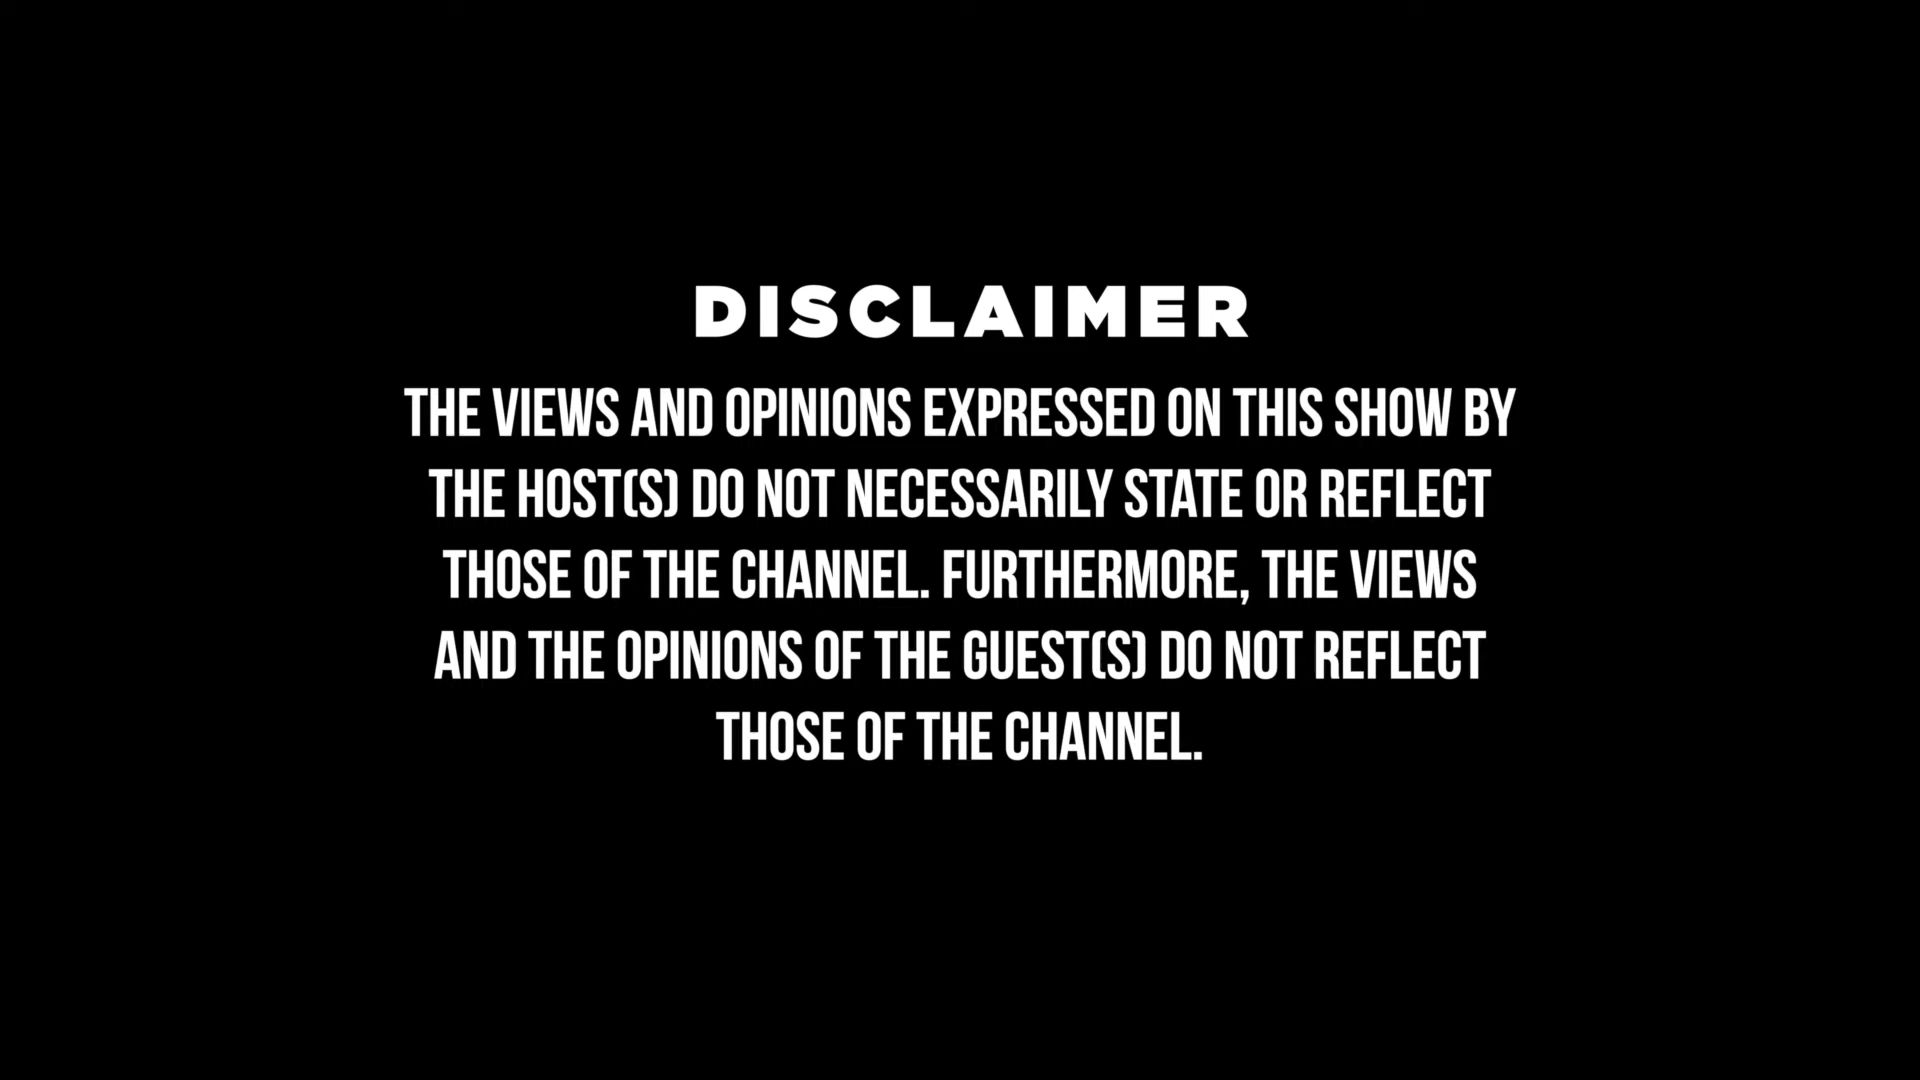 DISCLAIMER
THE VIEWS AND OPINIONS EXPRESSED ON THIS SHOW BY
THE HOST(S) DO NOT NECESSARILY STATE OR REFLECT
THOSE OF THE CHANNEL. FURTHERMORE, THE VIEWS
AND THE OPINIONS OF THE GUEST(S) DO NOT REFLECT
THOSE OF THE CHANNEL.